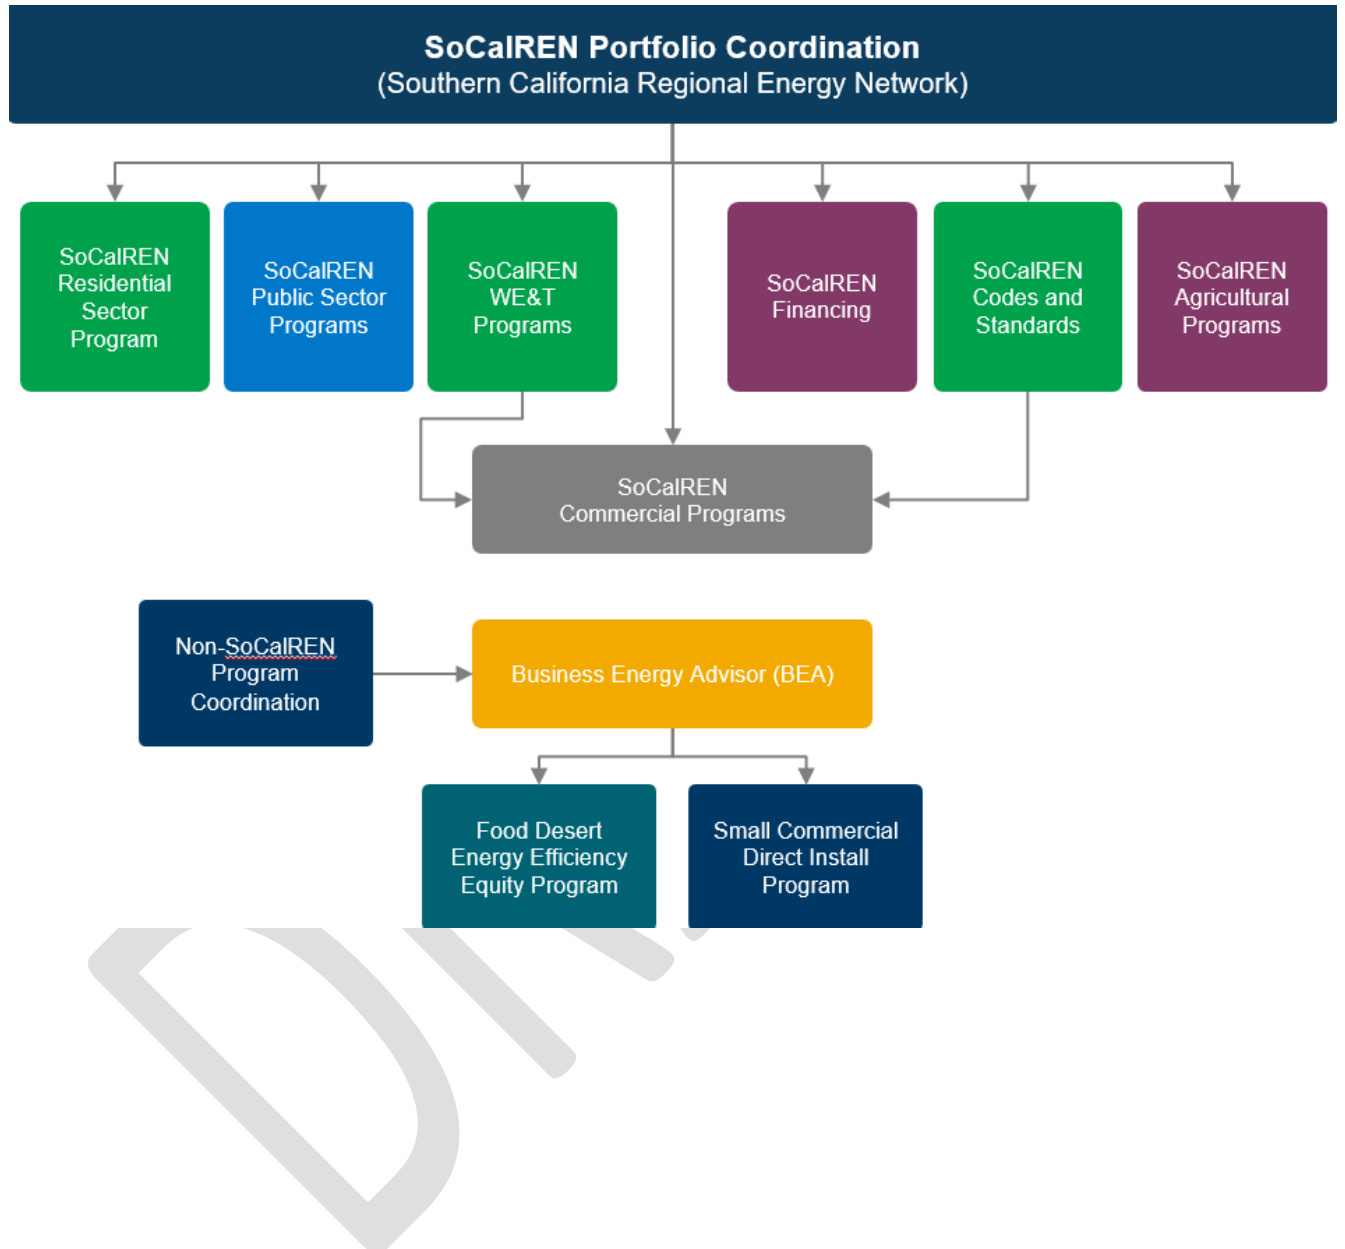 SoCalREN Portfolio Coordination
(Southern California Regional Energy Network)
SoCalREN
Residential
Sector
Program
SoCalREN
Public Sector
Programs
SoCalREN
WE&T
Programs
SoCalREN
Financing
SoCalREN
Codes and
Standards
SoCalREN
Agricultural
Programs
SoCalREN
Commercial Programs
Non-SoCalREN
Program
Coordination
Business Energy Advisor (BEA)
Food Desert
Energy Efficiency
Equity Program
Small Commercial
Direct Install
Program